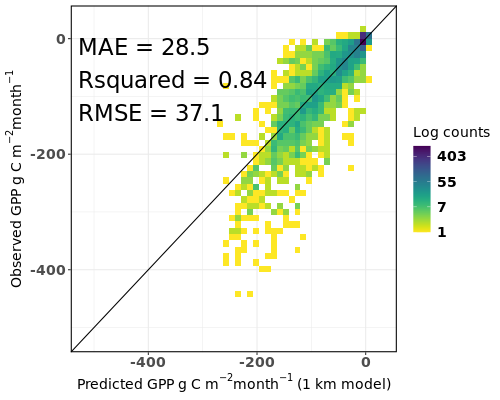 MAE = 28.5
Rsquared = 0.84
RMSE = 37.1
Observed GPP g C m⁻²month⁻¹
0
-200
-400
-400 -200 0
Predicted GPP g C m⁻²month⁻¹ (1 km model)
Log counts
403
55
7
1